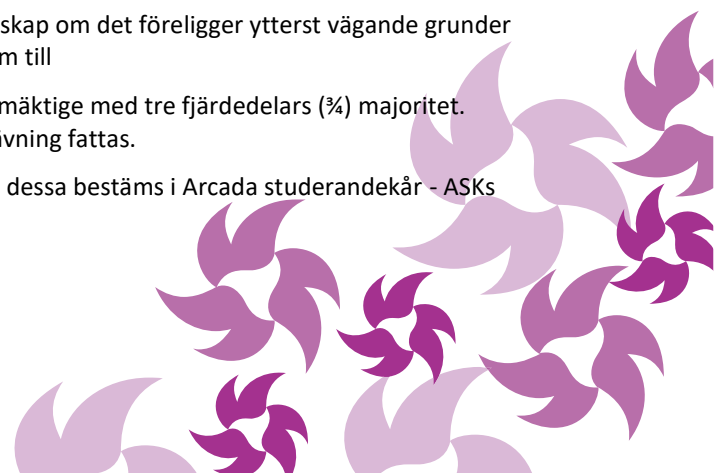 skap om det föreligger ytterst vägande grunder
m till
mäktige med tre fjärdedelars (¾) majoritet.
ävning fattas.
dessa bestäms i Arcada studerandekår - ASKs